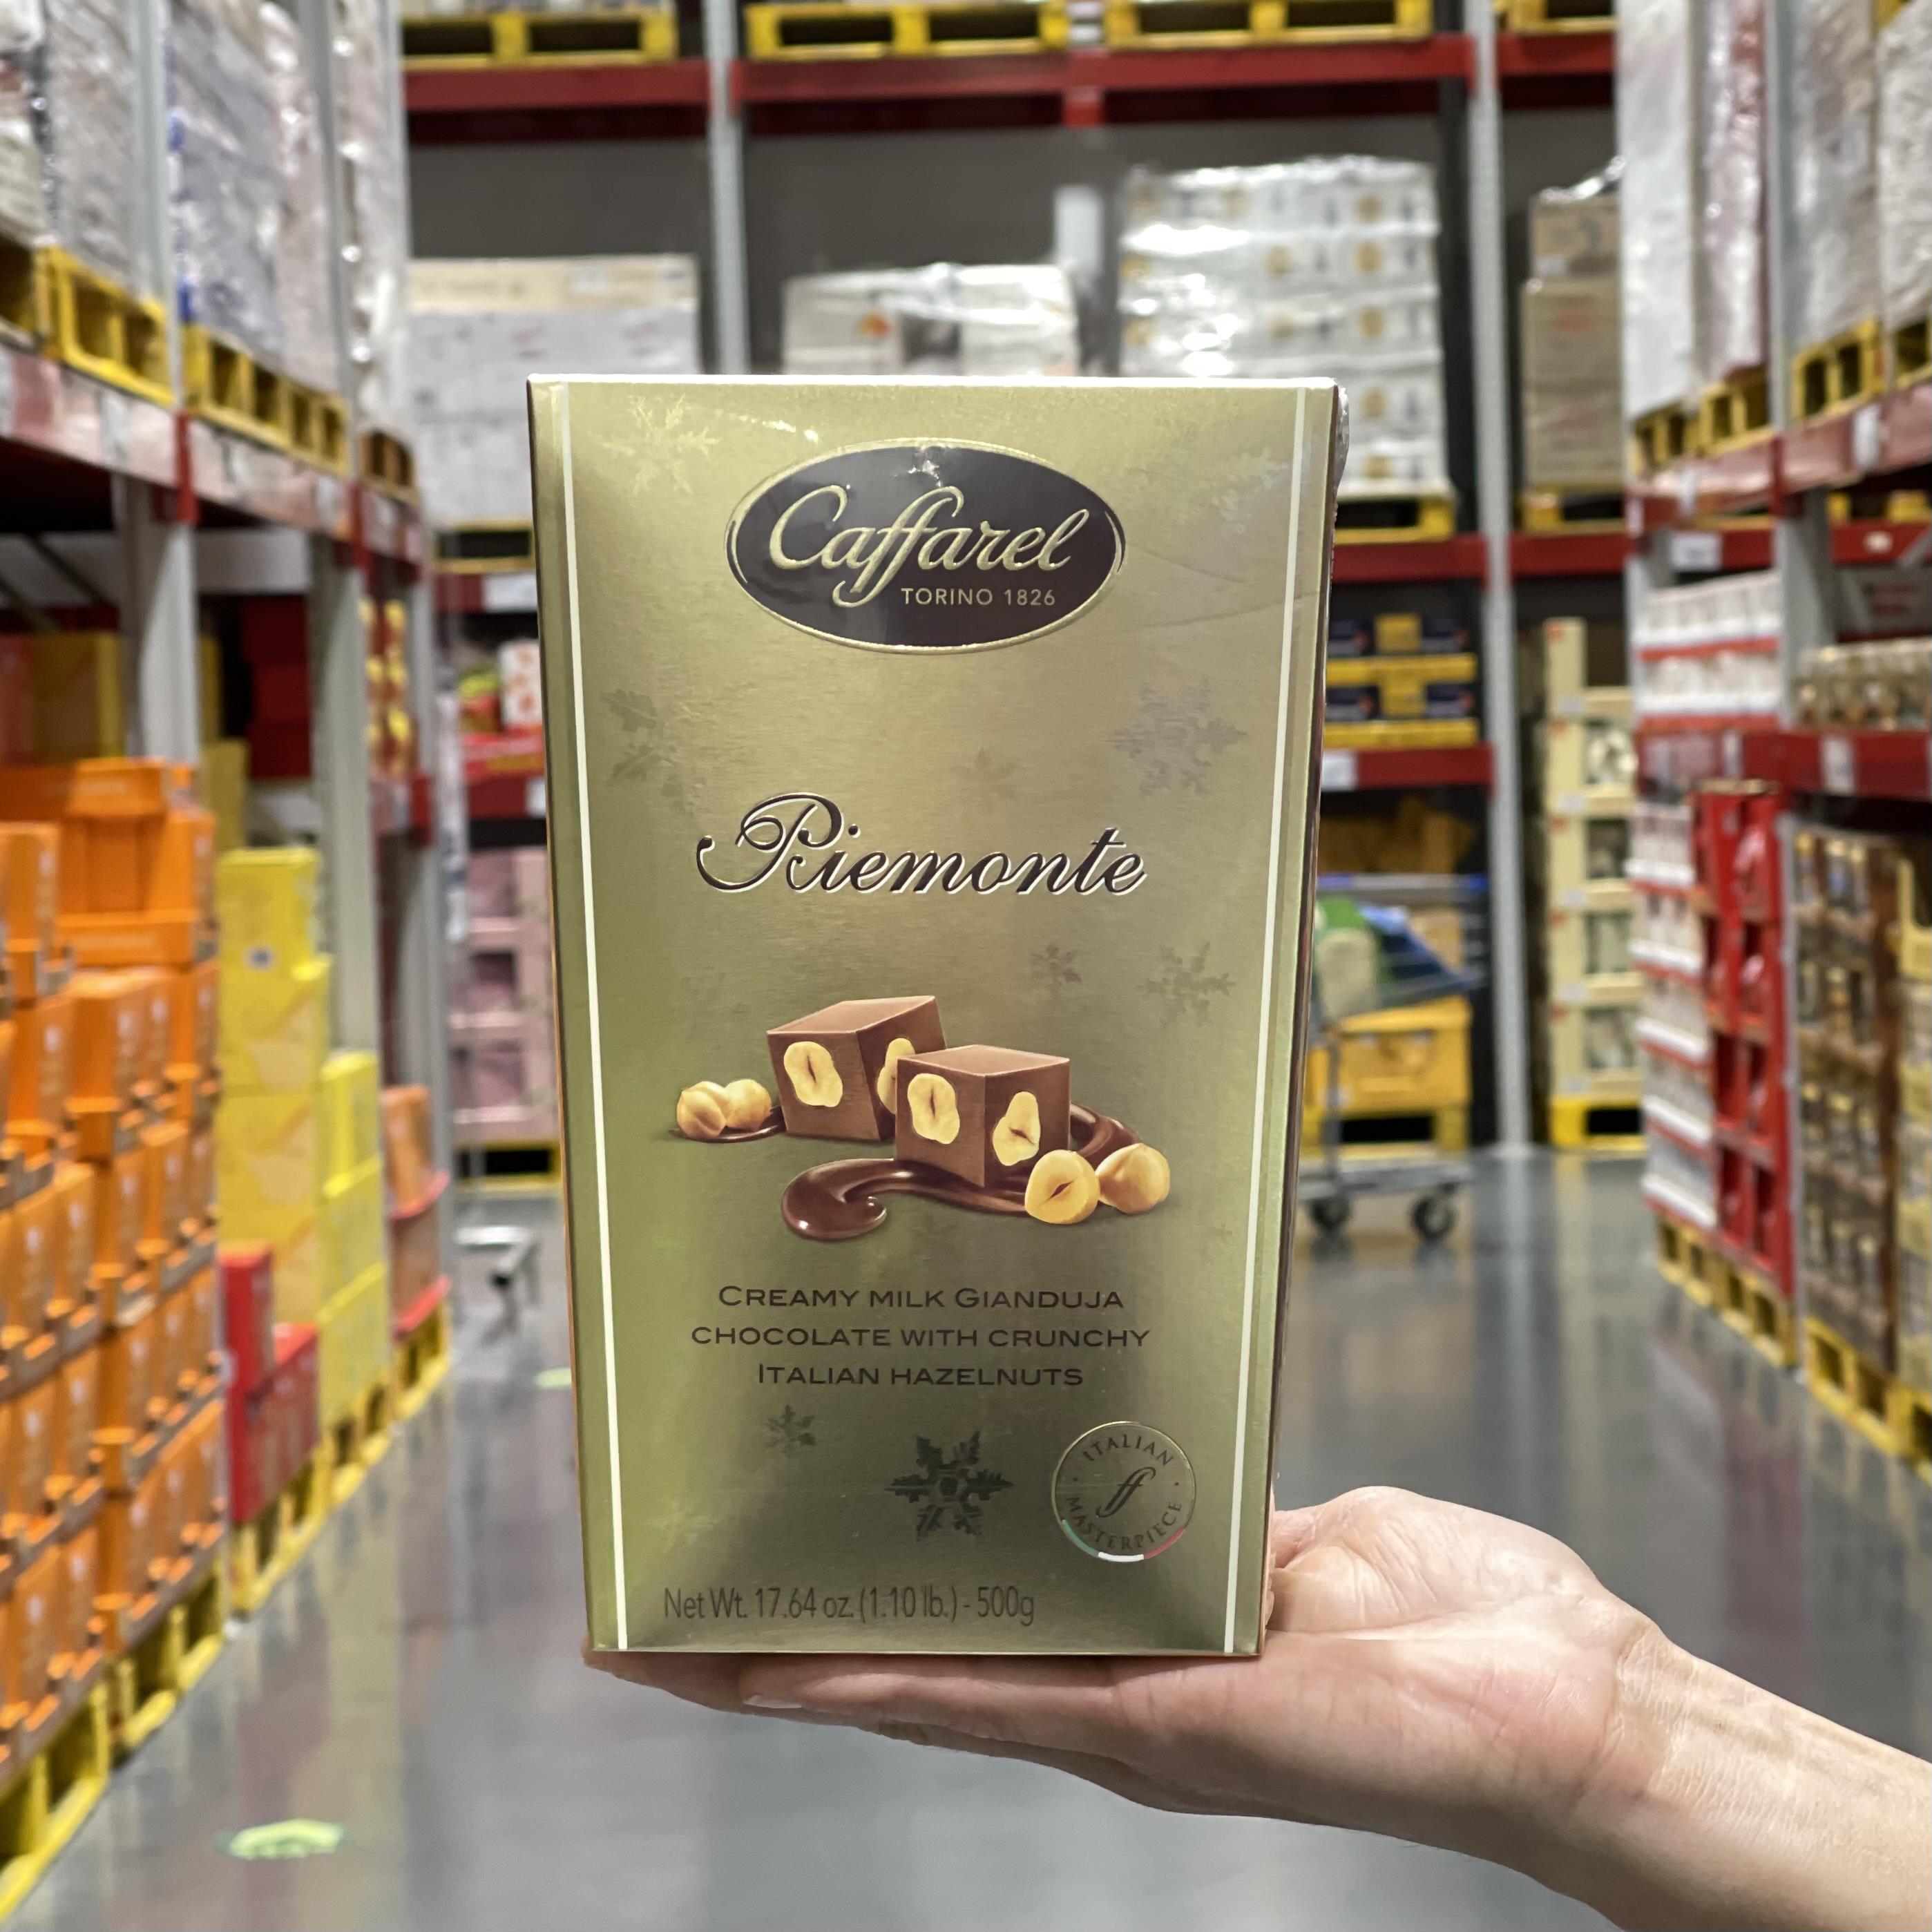 Caffarel
TORINO 1826
Piemonte
CREAMY MILK GIANDUJA
CHOCOLATE WITH CRUNCHY
ITALIAN HAZELNUTS
ITALIAN
ff
MASTERPIECE
Net Wt. 17.64 oz. (1.10 lb.) - 500g